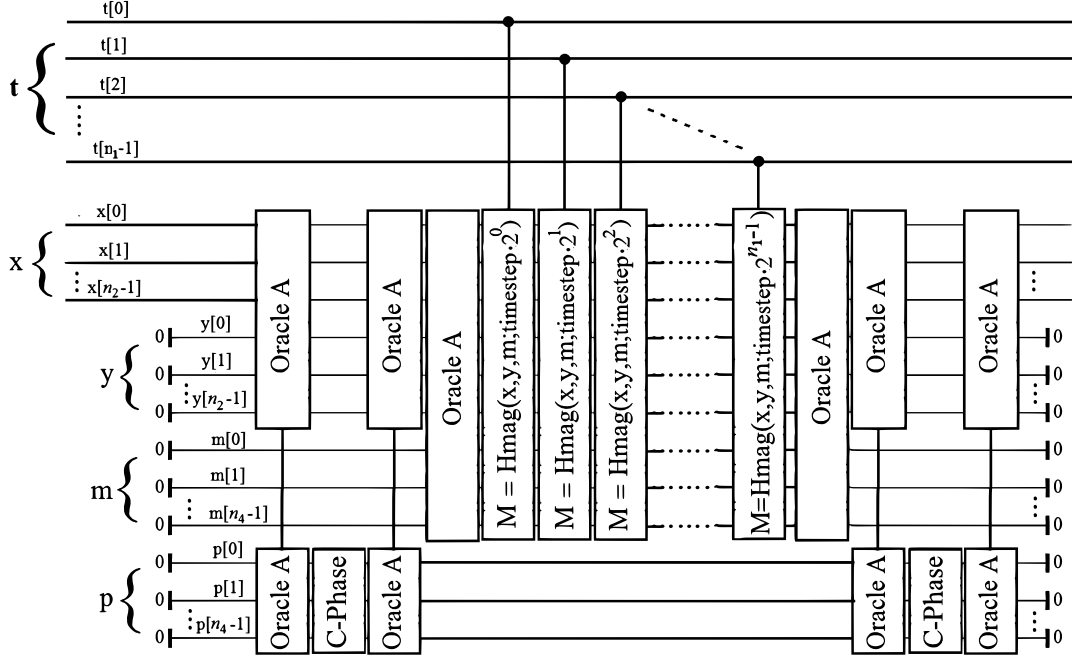 t[0]
t[1]
t[2]
t
t[n₁-1]
x[0]
x[1]
x
x[n₂-1]
y[0]
0 0
y[1]
y 0 0
y[n₂-1]
0 0
m[0]
0 0
m[1]
m 0 0
m[n₄-1]
0 0
p[0]
0 0
p[1]
p 0 0
p[n₄-1]
0 0
Oracle A
Oracle A
C-Phase
Oracle A
Oracle A
Oracle A
M = Hmag(x,y,m;timestep·2⁰)
M = Hmag(x,y,m;timestep·2¹)
M = Hmag(x,y,m;timestep·2²)
M=Hmag(x,y,m;timestep·2ⁿ¹⁻¹)
Oracle A
Oracle A
Oracle A
C-Phase
Oracle A
Oracle A